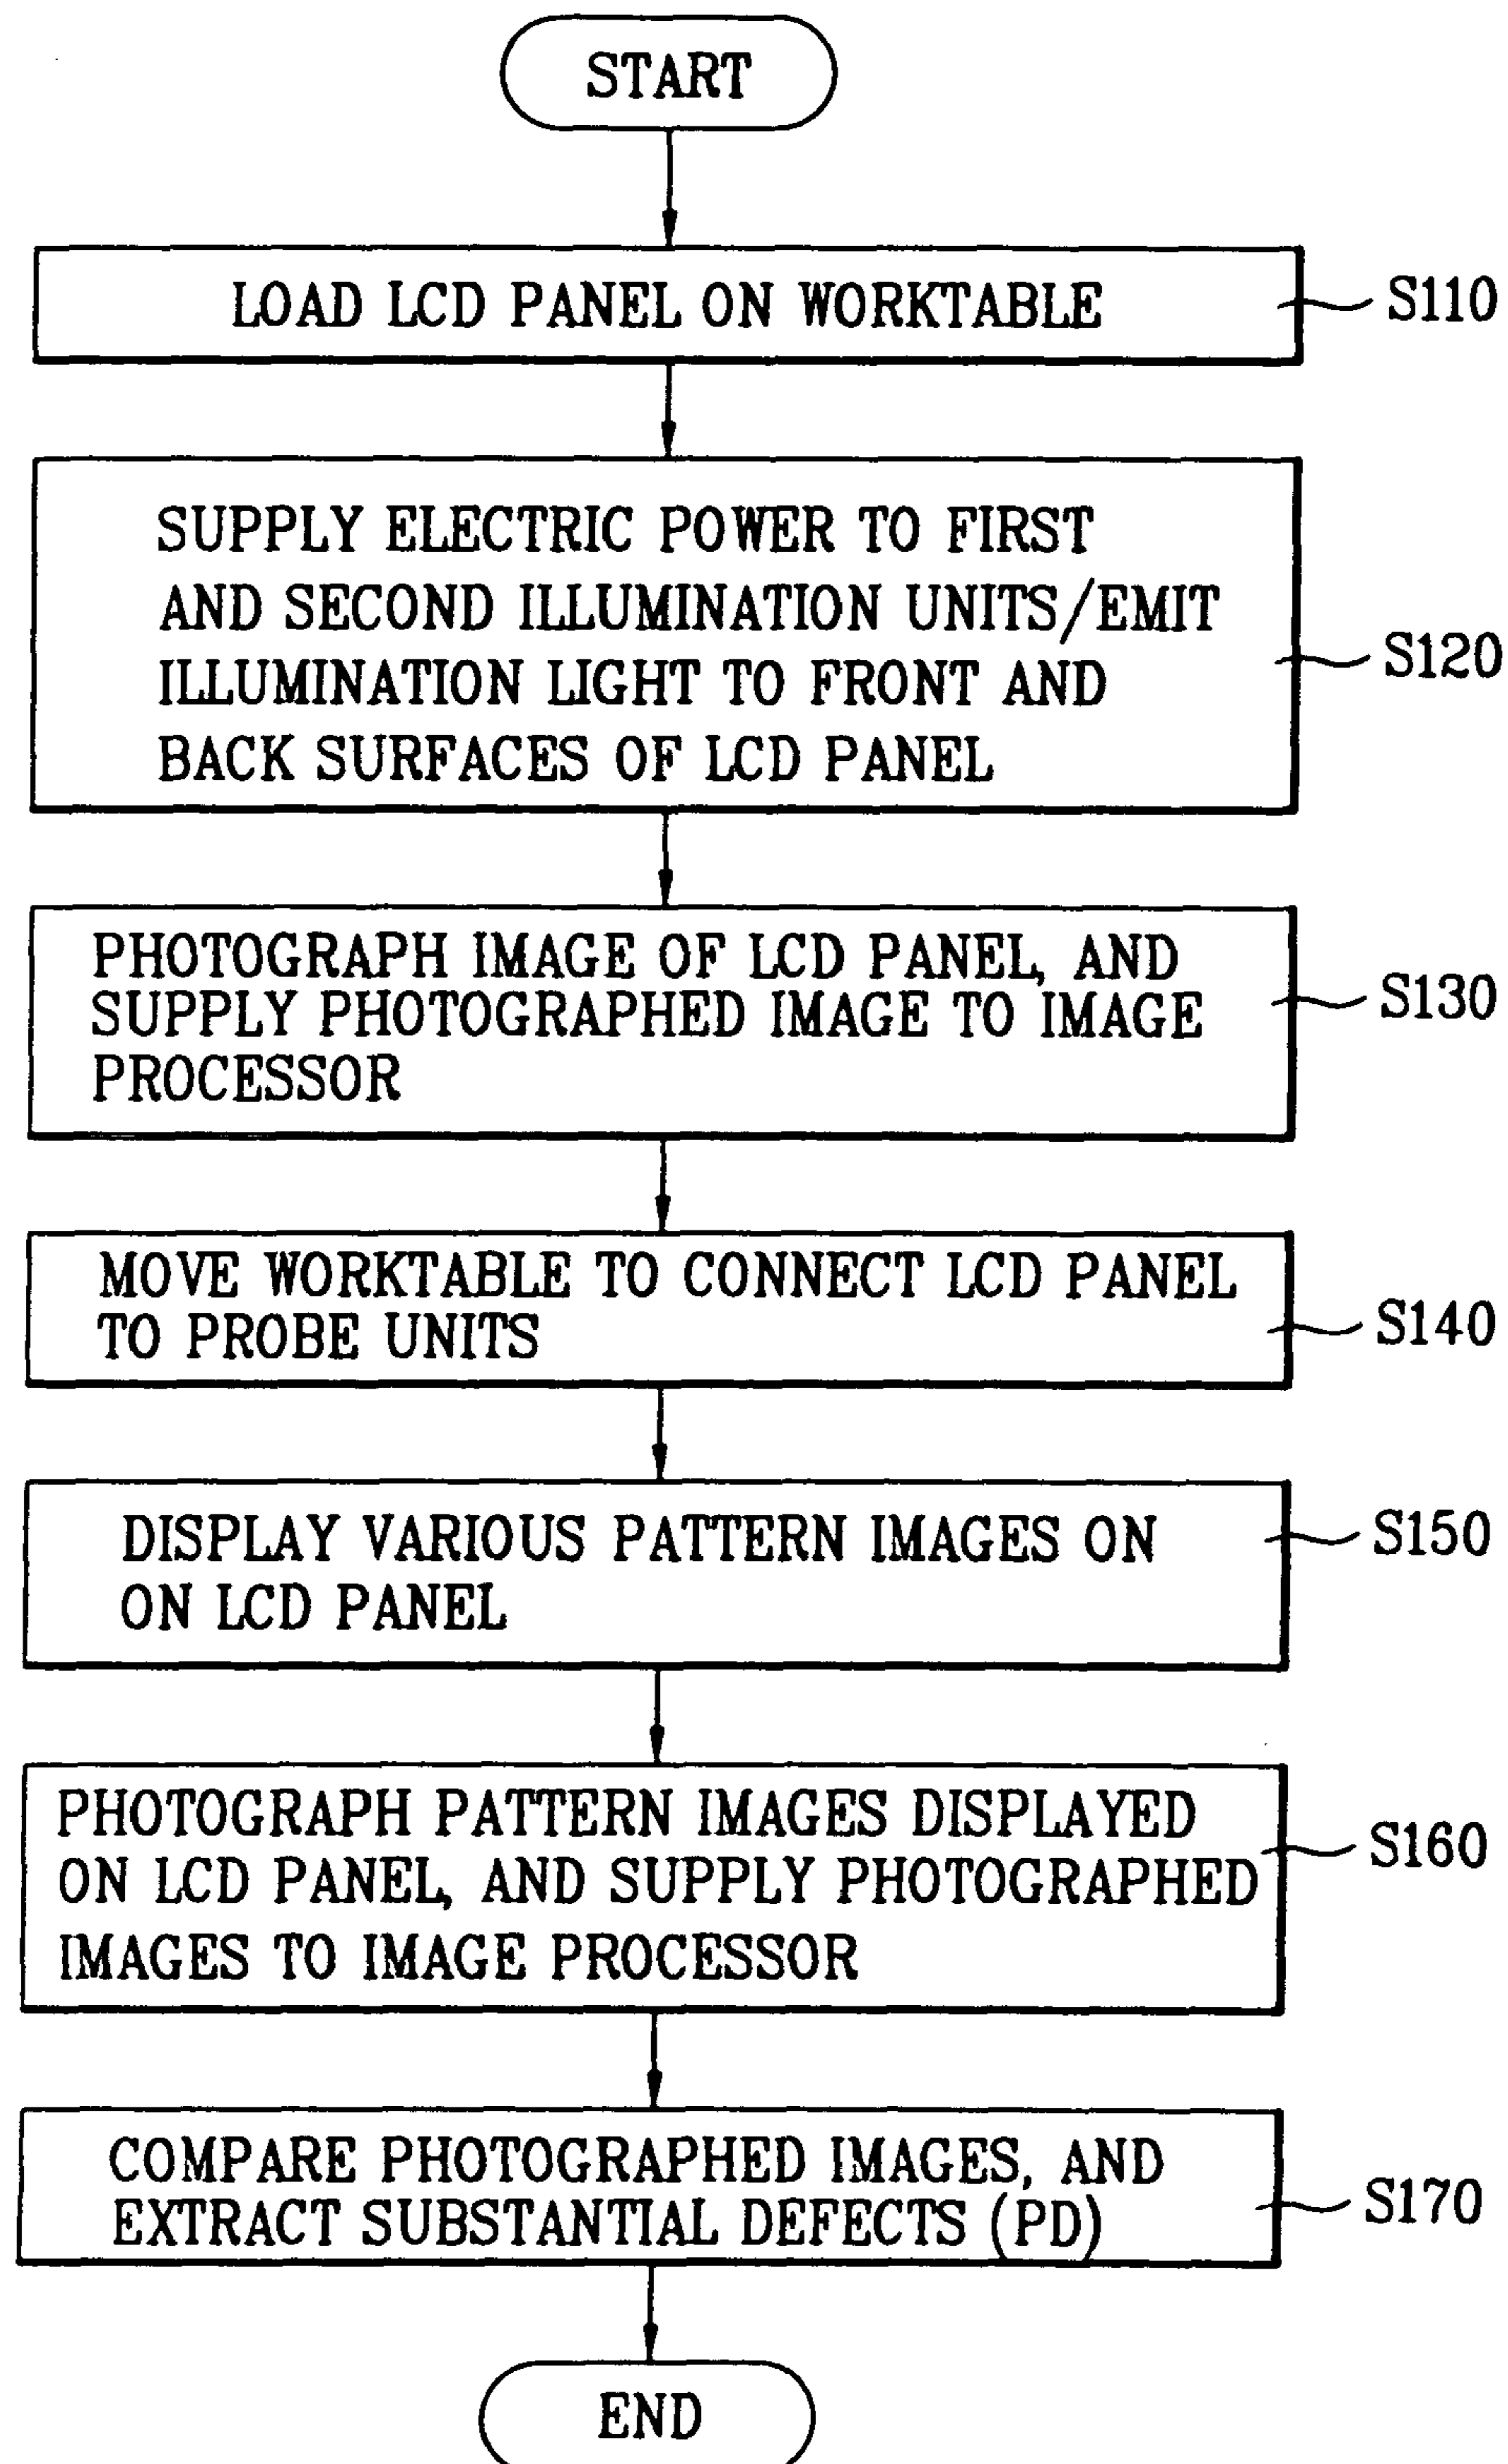 START
LOAD LCD PANEL ON WORKTABLE
S110
SUPPLY ELECTRIC POWER TO FIRST
AND SECOND ILLUMINATION UNITS/EMIT
ILLUMINATION LIGHT TO FRONT AND
BACK SURFACES OF LCD PANEL
S120
PHOTOGRAPH IMAGE OF LCD PANEL, AND
SUPPLY PHOTOGRAPHED IMAGE TO IMAGE
PROCESSOR
S130
MOVE WORKTABLE TO CONNECT LCD PANEL
TO PROBE UNITS
S140
DISPLAY VARIOUS PATTERN IMAGES ON
ON LCD PANEL
S150
PHOTOGRAPH PATTERN IMAGES DISPLAYED
ON LCD PANEL, AND SUPPLY PHOTOGRAPHED
IMAGES TO IMAGE PROCESSOR
S160
COMPARE PHOTOGRAPHED IMAGES, AND
EXTRACT SUBSTANTIAL DEFECTS (PD)
S170
END